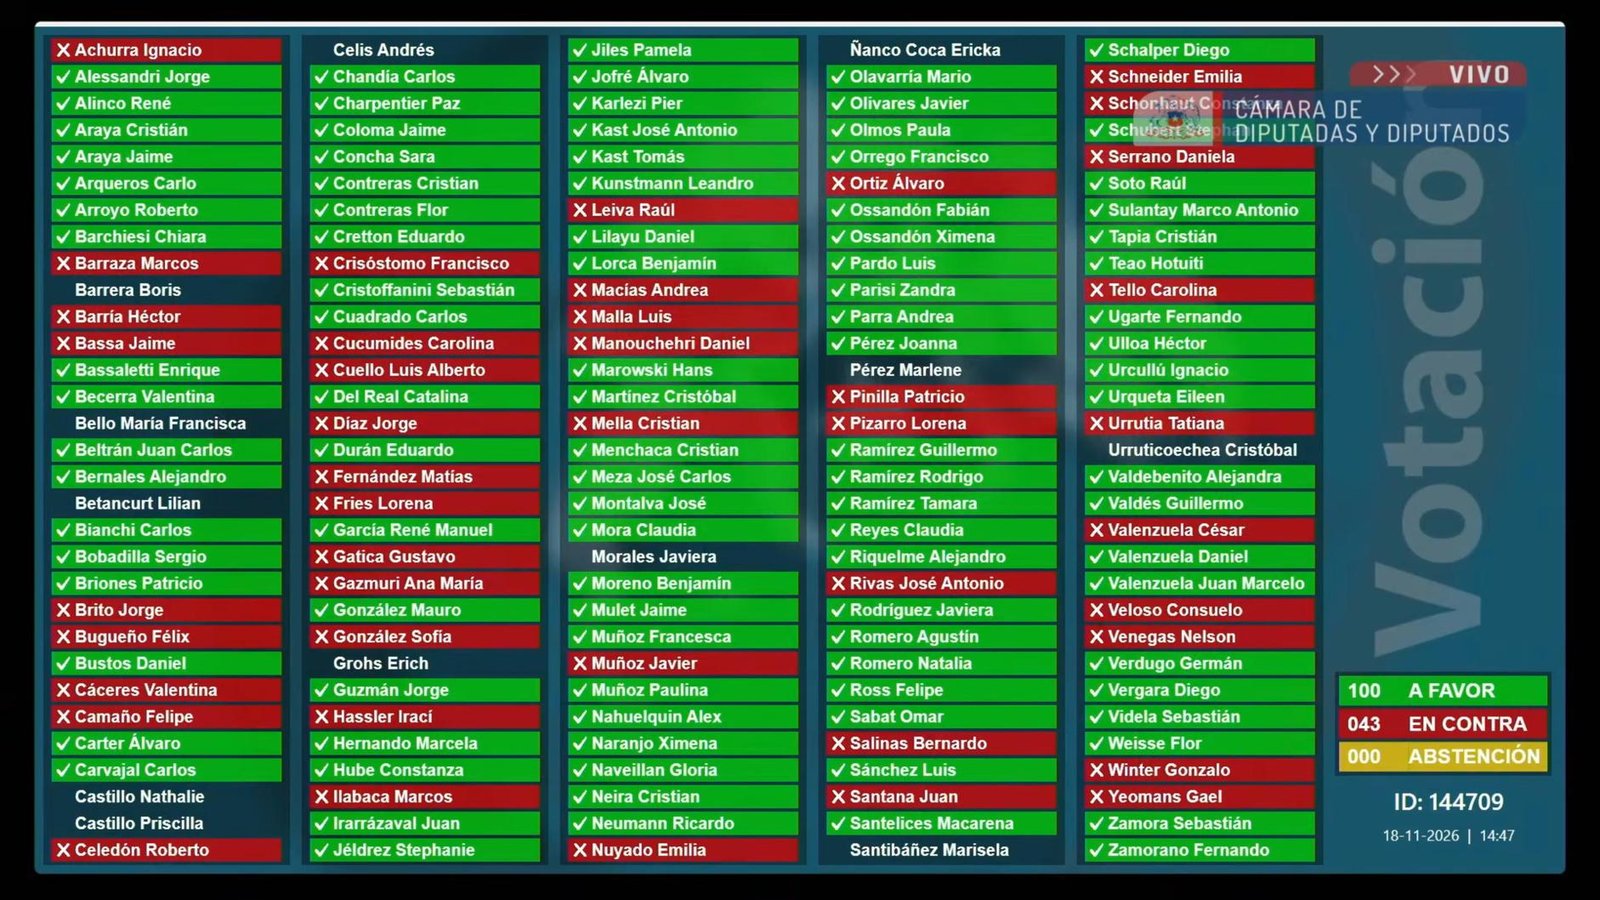 ✗ Achurra Ignacio
✓ Alessandri Jorge
✓ Alinco René
✓ Araya Cristián
✓ Araya Jaime
✓ Arqueros Carlo
✓ Arroyo Roberto
✓ Barchiesi Chiara
✗ Barraza Marcos
Barrera Boris
✗ Barría Héctor
✗ Bassa Jaime
✓ Bassaletti Enrique
✓ Becerra Valentina
Bello María Francisca
✓ Beltrán Juan Carlos
✓ Bernales Alejandro
Betancurt Lilian
✓ Bianchi Carlos
✓ Bobadilla Sergio
✓ Briones Patricio
✗ Brito Jorge
✗ Bugueño Félix
✓ Bustos Daniel
✗ Cáceres Valentina
✗ Camaño Felipe
✓ Carter Álvaro
✓ Carvajal Carlos
Castillo Nathalie
Castillo Priscilla
✗ Celedón Roberto
Celis Andrés
✓ Chandía Carlos
✓ Charpentier Paz
✓ Coloma Jaime
✓ Concha Sara
✓ Contreras Cristian
✓ Contreras Flor
✓ Cretton Eduardo
✗ Crisóstomo Francisco
✓ Cristoffanini Sebastián
✓ Cuadrado Carlos
✗ Cucumides Carolina
✗ Cuello Luis Alberto
✓ Del Real Catalina
✗ Díaz Jorge
✓ Durán Eduardo
✗ Fernández Matías
✗ Fries Lorena
✓ García René Manuel
✗ Gatica Gustavo
✗ Gazmuri Ana María
✓ González Mauro
✗ González Sofía
Grohs Erich
✓ Guzmán Jorge
✗ Hassler Irací
✓ Hernando Marcela
✓ Hube Constanza
✗ Ilabaca Marcos
✓ Irarrázaval Juan
✓ Jéldrez Stephanie
✓ Jiles Pamela
✓ Jofré Álvaro
✓ Karlezi Pier
✓ Kast José Antonio
✓ Kast Tomás
✓ Kunstmann Leandro
✗ Leiva Raúl
✓ Lilayu Daniel
✓ Lorca Benjamín
✗ Macías Andrea
✗ Malla Luis
✗ Manouchehri Daniel
✓ Marowski Hans
✓ Martínez Cristóbal
✗ Mella Cristian
✓ Menchaca Cristian
✓ Meza José Carlos
✓ Montalva José
✓ Mora Claudia
Morales Javiera
✓ Moreno Benjamín
✓ Mulet Jaime
✓ Muñoz Francesca
✗ Muñoz Javier
✓ Muñoz Paulina
✓ Nahuelquin Alex
✓ Naranjo Ximena
✓ Naveillan Gloria
✓ Neira Cristian
✓ Neumann Ricardo
✗ Nuyado Emilia
Ñanco Coca Ericka
✓ Olavarría Mario
✓ Olivares Javier
✓ Olmos Paula
✓ Orrego Francisco
✗ Ortiz Álvaro
✓ Ossandón Fabián
✓ Ossandón Ximena
✓ Pardo Luis
✓ Parisi Zandra
✓ Parra Andrea
✓ Pérez Joanna
Pérez Marlene
✗ Pinilla Patricio
✗ Pizarro Lorena
✓ Ramírez Guillermo
✓ Ramírez Rodrigo
✓ Ramírez Tamara
✓ Reyes Claudia
✓ Riquelme Alejandro
✗ Rivas José Antonio
✓ Rodríguez Javiera
✓ Romero Agustín
✓ Romero Natalia
✓ Ross Felipe
✓ Sabat Omar
✗ Salinas Bernardo
✓ Sánchez Luis
✗ Santana Juan
✓ Santelices Macarena
Santibáñez Marisela
✓ Schalper Diego
✗ Schneider Emilia
✗ Schonhaut Constanza
✓ Schubert Stephan
✗ Serrano Daniela
✓ Soto Raúl
✓ Sulantay Marco Antonio
✓ Tapia Cristián
✓ Teao Hotuiti
✗ Tello Carolina
✓ Ugarte Fernando
✓ Ulloa Héctor
✓ Urcullú Ignacio
✓ Urqueta Eileen
✗ Urrutia Tatiana
Urruticoechea Cristóbal
✓ Valdebenito Alejandra
✓ Valdés Guillermo
✗ Valenzuela César
✓ Valenzuela Daniel
✓ Valenzuela Juan Marcelo
✗ Veloso Consuelo
✗ Venegas Nelson
✓ Verdugo Germán
✓ Vergara Diego
✓ Videla Sebastián
✓ Weisse Flor
✗ Winter Gonzalo
✗ Yeomans Gael
✓ Zamora Sebastián
✓ Zamorano Fernando
>>> VIVO
CÁMARA DE
DIPUTADAS Y DIPUTADOS
Votación
100 A FAVOR
043 EN CONTRA
000 ABSTENCIÓN
ID: 144709
18-11-2026 | 14:47